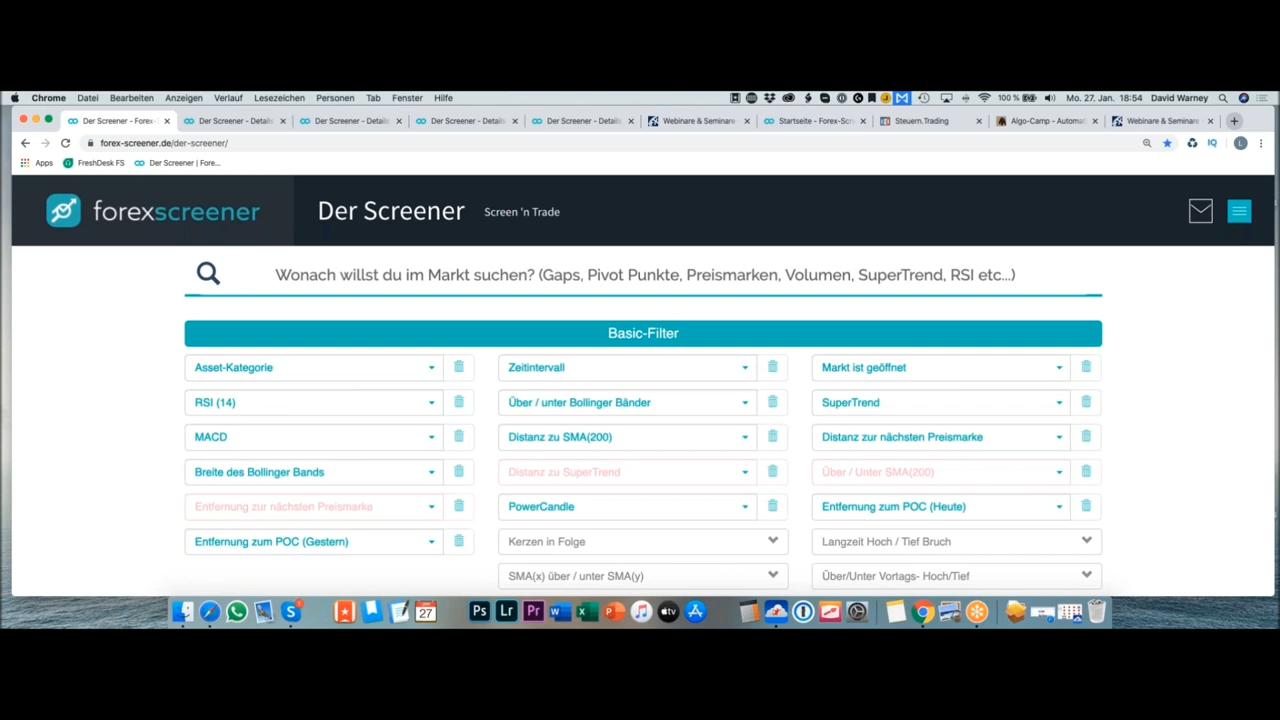 Chrome Datei Bearbeiten Anzeigen Verlauf Lesezeichen Personen Tab Fenster Hilfe 100 % Mo. 27. Jan. 18:54 David Warney
Der Screener - Forex- Der Screener - Details Der Screener - Details Der Screener - Details Der Screener - Details Webinare & Seminare Startseite - Forex-Scr Steuern.Trading Algo-Camp - Automa Webinare & Seminare
forex-screener.de/der-screener/
Apps FreshDesk FS Der Screener | Fore...
forexscreener Der Screener Screen 'n Trade
Wonach willst du im Markt suchen? (Gaps, Pivot Punkte, Preismarken, Volumen, SuperTrend, RSI etc...)
Basic-Filter
Asset-Kategorie Zeitintervall Markt ist geöffnet
RSI (14) Über / unter Bollinger Bänder SuperTrend
MACD Distanz zu SMA(200) Distanz zur nächsten Preismarke
Breite des Bollinger Bands Distanz zu SuperTrend Über / Unter SMA(200)
Entfernung zur nächsten Preismarke PowerCandle Entfernung zum POC (Heute)
Entfernung zum POC (Gestern) Kerzen in Folge Langzeit Hoch / Tief Bruch
SMA(x) über / unter SMA(y) Über/Unter Vortags- Hoch/Tief
27 Ps Lr Pr tv